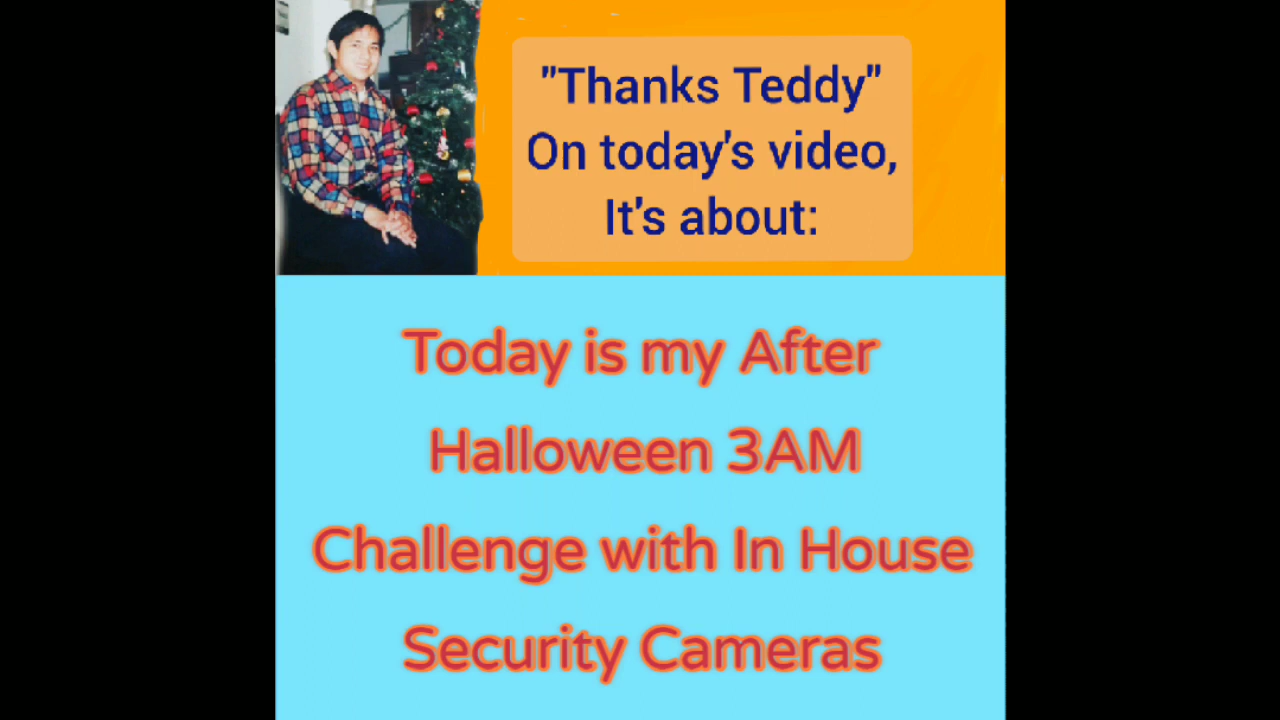 "Thanks Teddy"
On today's video,
It's about:
Today is my After
Halloween 3AM
Challenge with In House
Security Cameras